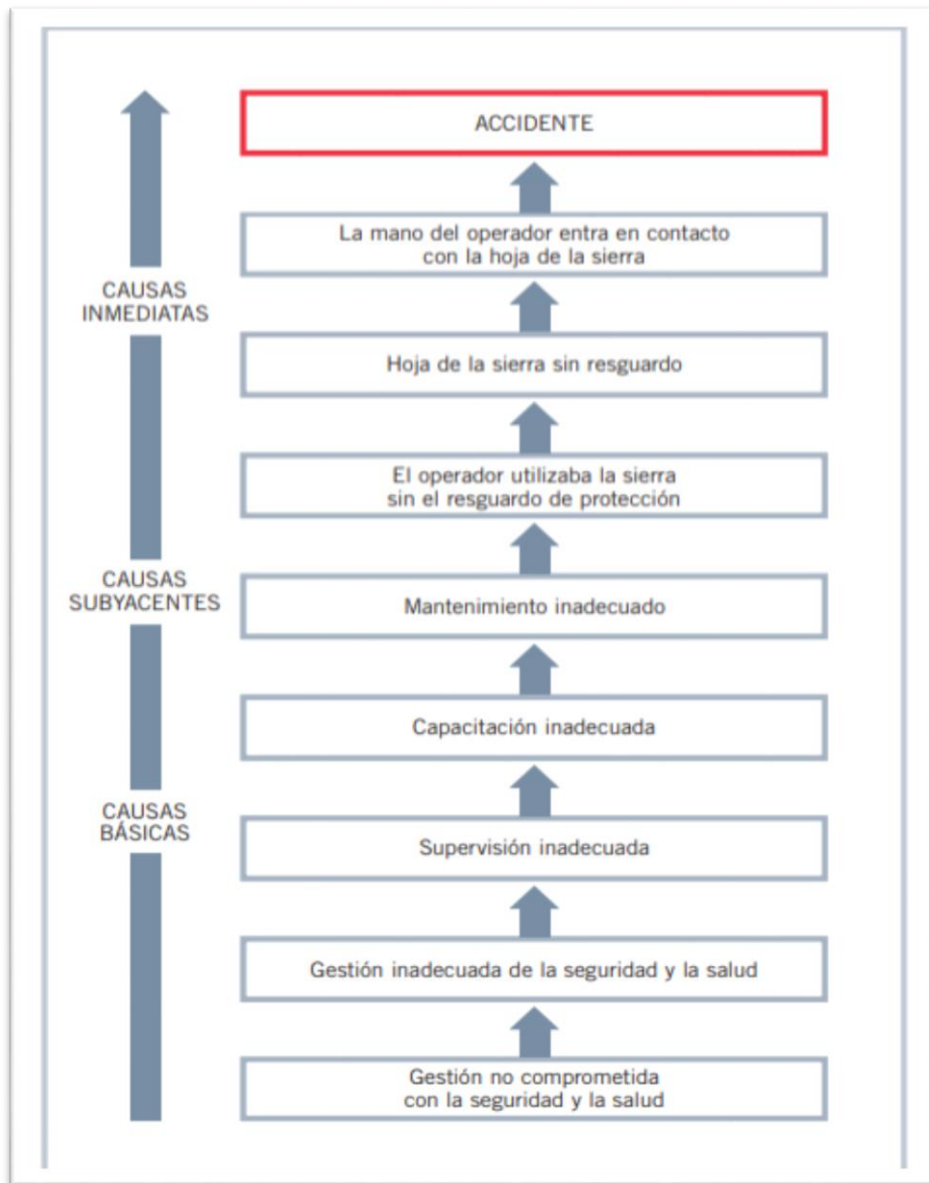 ACCIDENTE
La mano del operador entra en contacto
con la hoja de la sierra
CAUSAS
INMEDIATAS
Hoja de la sierra sin resguardo
El operador utilizaba la sierra
sin el resguardo de protección
CAUSAS
SUBYACENTES
Mantenimiento inadecuado
Capacitación inadecuada
CAUSAS
BÁSICAS
Supervisión inadecuada
Gestión inadecuada de la seguridad y la salud
Gestión no comprometida
con la seguridad y la salud